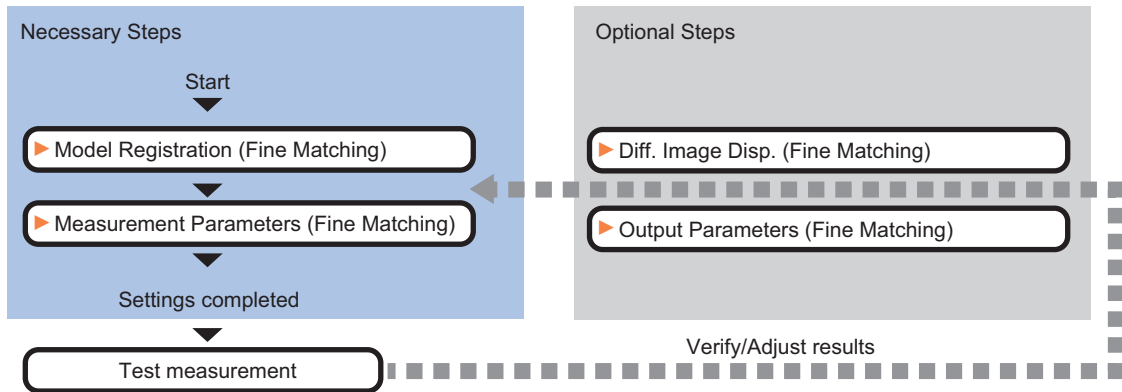 Necessary Steps
Start
Model Registration (Fine Matching)
Measurement Parameters (Fine Matching)
Settings completed
Test measurement
Optional Steps
Diff. Image Disp. (Fine Matching)
Output Parameters (Fine Matching)
Verify/Adjust results